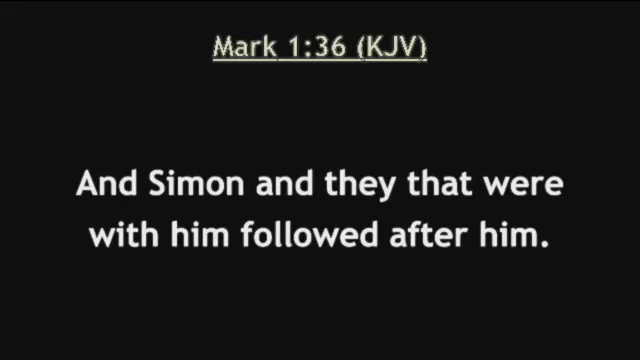 Mark 1:36 (KJV)
And Simon and they that were
with him followed after him.